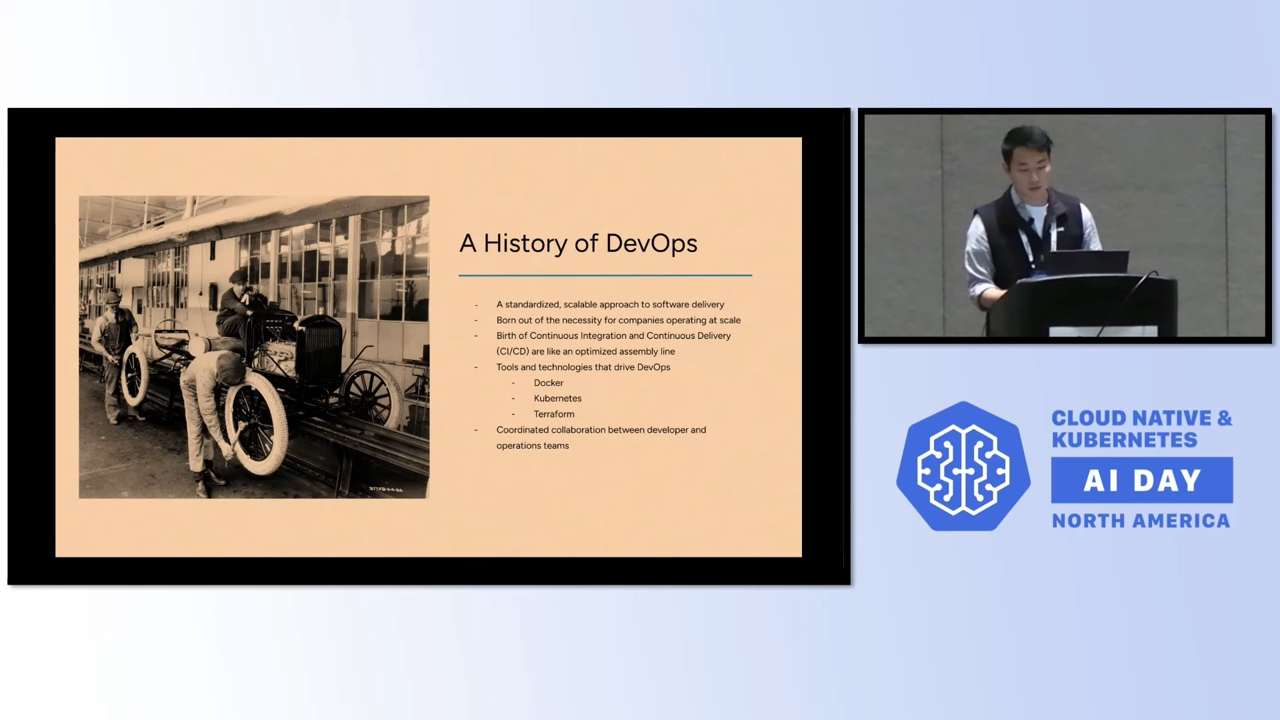 A History of DevOps
- A standardized, scalable approach to software delivery
- Born out of the necessity for companies operating at scale
- Birth of Continuous Integration and Continuous Delivery
(CI/CD) are like an optimized assembly line
- Tools and technologies that drive DevOps
- Docker
- Kubernetes
- Terraform
- Coordinated collaboration between developer and
operations teams
CLOUD NATIVE &
KUBERNETES
AI DAY
NORTH AMERICA